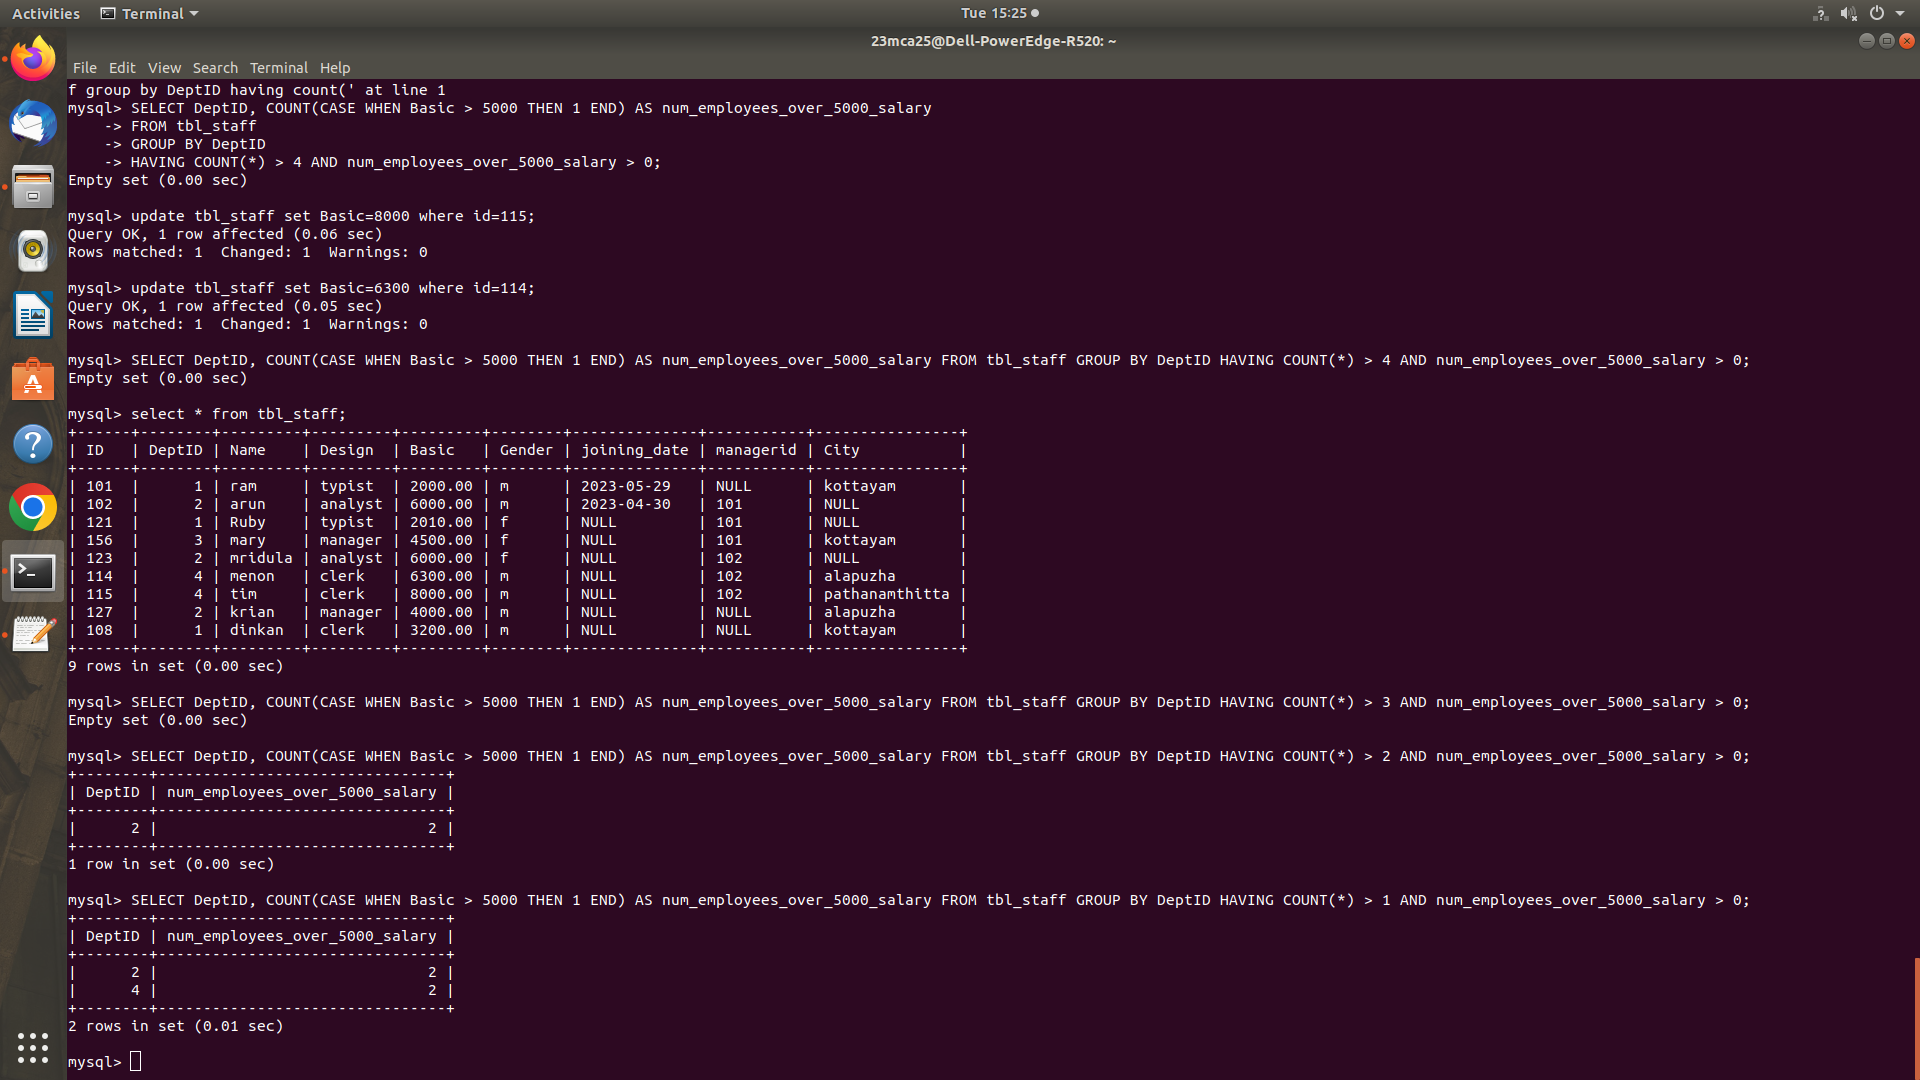 Activities Terminal Tue 15:25
23mca25@Dell-PowerEdge-R520: ~
File Edit View Search Terminal Help
f group by DeptID having count(' at line 1
mysql> SELECT DeptID, COUNT(CASE WHEN Basic > 5000 THEN 1 END) AS num_employees_over_5000_salary
    -> FROM tbl_staff
    -> GROUP BY DeptID
    -> HAVING COUNT(*) > 4 AND num_employees_over_5000_salary > 0;
Empty set (0.00 sec)
mysql> update tbl_staff set Basic=8000 where id=115;
Query OK, 1 row affected (0.06 sec)
Rows matched: 1  Changed: 1  Warnings: 0
mysql> update tbl_staff set Basic=6300 where id=114;
Query OK, 1 row affected (0.05 sec)
Rows matched: 1  Changed: 1  Warnings: 0
mysql> SELECT DeptID, COUNT(CASE WHEN Basic > 5000 THEN 1 END) AS num_employees_over_5000_salary FROM tbl_staff GROUP BY DeptID HAVING COUNT(*) > 4 AND num_employees_over_5000_salary > 0;
Empty set (0.00 sec)
mysql> select * from tbl_staff;
+------+--------+---------+---------+---------+--------+--------------+-----------+----------------+
| ID   | DeptID | Name    | Design  | Basic   | Gender | joining_date | managerid | City           |
+------+--------+---------+---------+---------+--------+--------------+-----------+----------------+
| 101  |      1 | ram     | typist  | 2000.00 | m      | 2023-05-29   | NULL      | kottayam       |
| 102  |      2 | arun    | analyst | 6000.00 | m      | 2023-04-30   | 101       | NULL           |
| 121  |      1 | Ruby    | typist  | 2010.00 | f      | NULL         | 101       | NULL           |
| 156  |      3 | mary    | manager | 4500.00 | f      | NULL         | 101       | kottayam       |
| 123  |      2 | mridula | analyst | 6000.00 | f      | NULL         | 102       | NULL           |
| 114  |      4 | menon   | clerk   | 6300.00 | m      | NULL         | 102       | alapuzha       |
| 115  |      4 | tim     | clerk   | 8000.00 | m      | NULL         | 102       | pathanamthitta |
| 127  |      2 | krian   | manager | 4000.00 | m      | NULL         | NULL      | alapuzha       |
| 108  |      1 | dinkan  | clerk   | 3200.00 | m      | NULL         | NULL      | kottayam       |
+------+--------+---------+---------+---------+--------+--------------+-----------+----------------+
9 rows in set (0.00 sec)
mysql> SELECT DeptID, COUNT(CASE WHEN Basic > 5000 THEN 1 END) AS num_employees_over_5000_salary FROM tbl_staff GROUP BY DeptID HAVING COUNT(*) > 3 AND num_employees_over_5000_salary > 0;
Empty set (0.00 sec)
mysql> SELECT DeptID, COUNT(CASE WHEN Basic > 5000 THEN 1 END) AS num_employees_over_5000_salary FROM tbl_staff GROUP BY DeptID HAVING COUNT(*) > 2 AND num_employees_over_5000_salary > 0;
+--------+--------------------------------+
| DeptID | num_employees_over_5000_salary |
+--------+--------------------------------+
|      2 |                              2 |
+--------+--------------------------------+
1 row in set (0.00 sec)
mysql> SELECT DeptID, COUNT(CASE WHEN Basic > 5000 THEN 1 END) AS num_employees_over_5000_salary FROM tbl_staff GROUP BY DeptID HAVING COUNT(*) > 1 AND num_employees_over_5000_salary > 0;
+--------+--------------------------------+
| DeptID | num_employees_over_5000_salary |
+--------+--------------------------------+
|      2 |                              2 |
|      4 |                              2 |
+--------+--------------------------------+
2 rows in set (0.01 sec)
mysql>